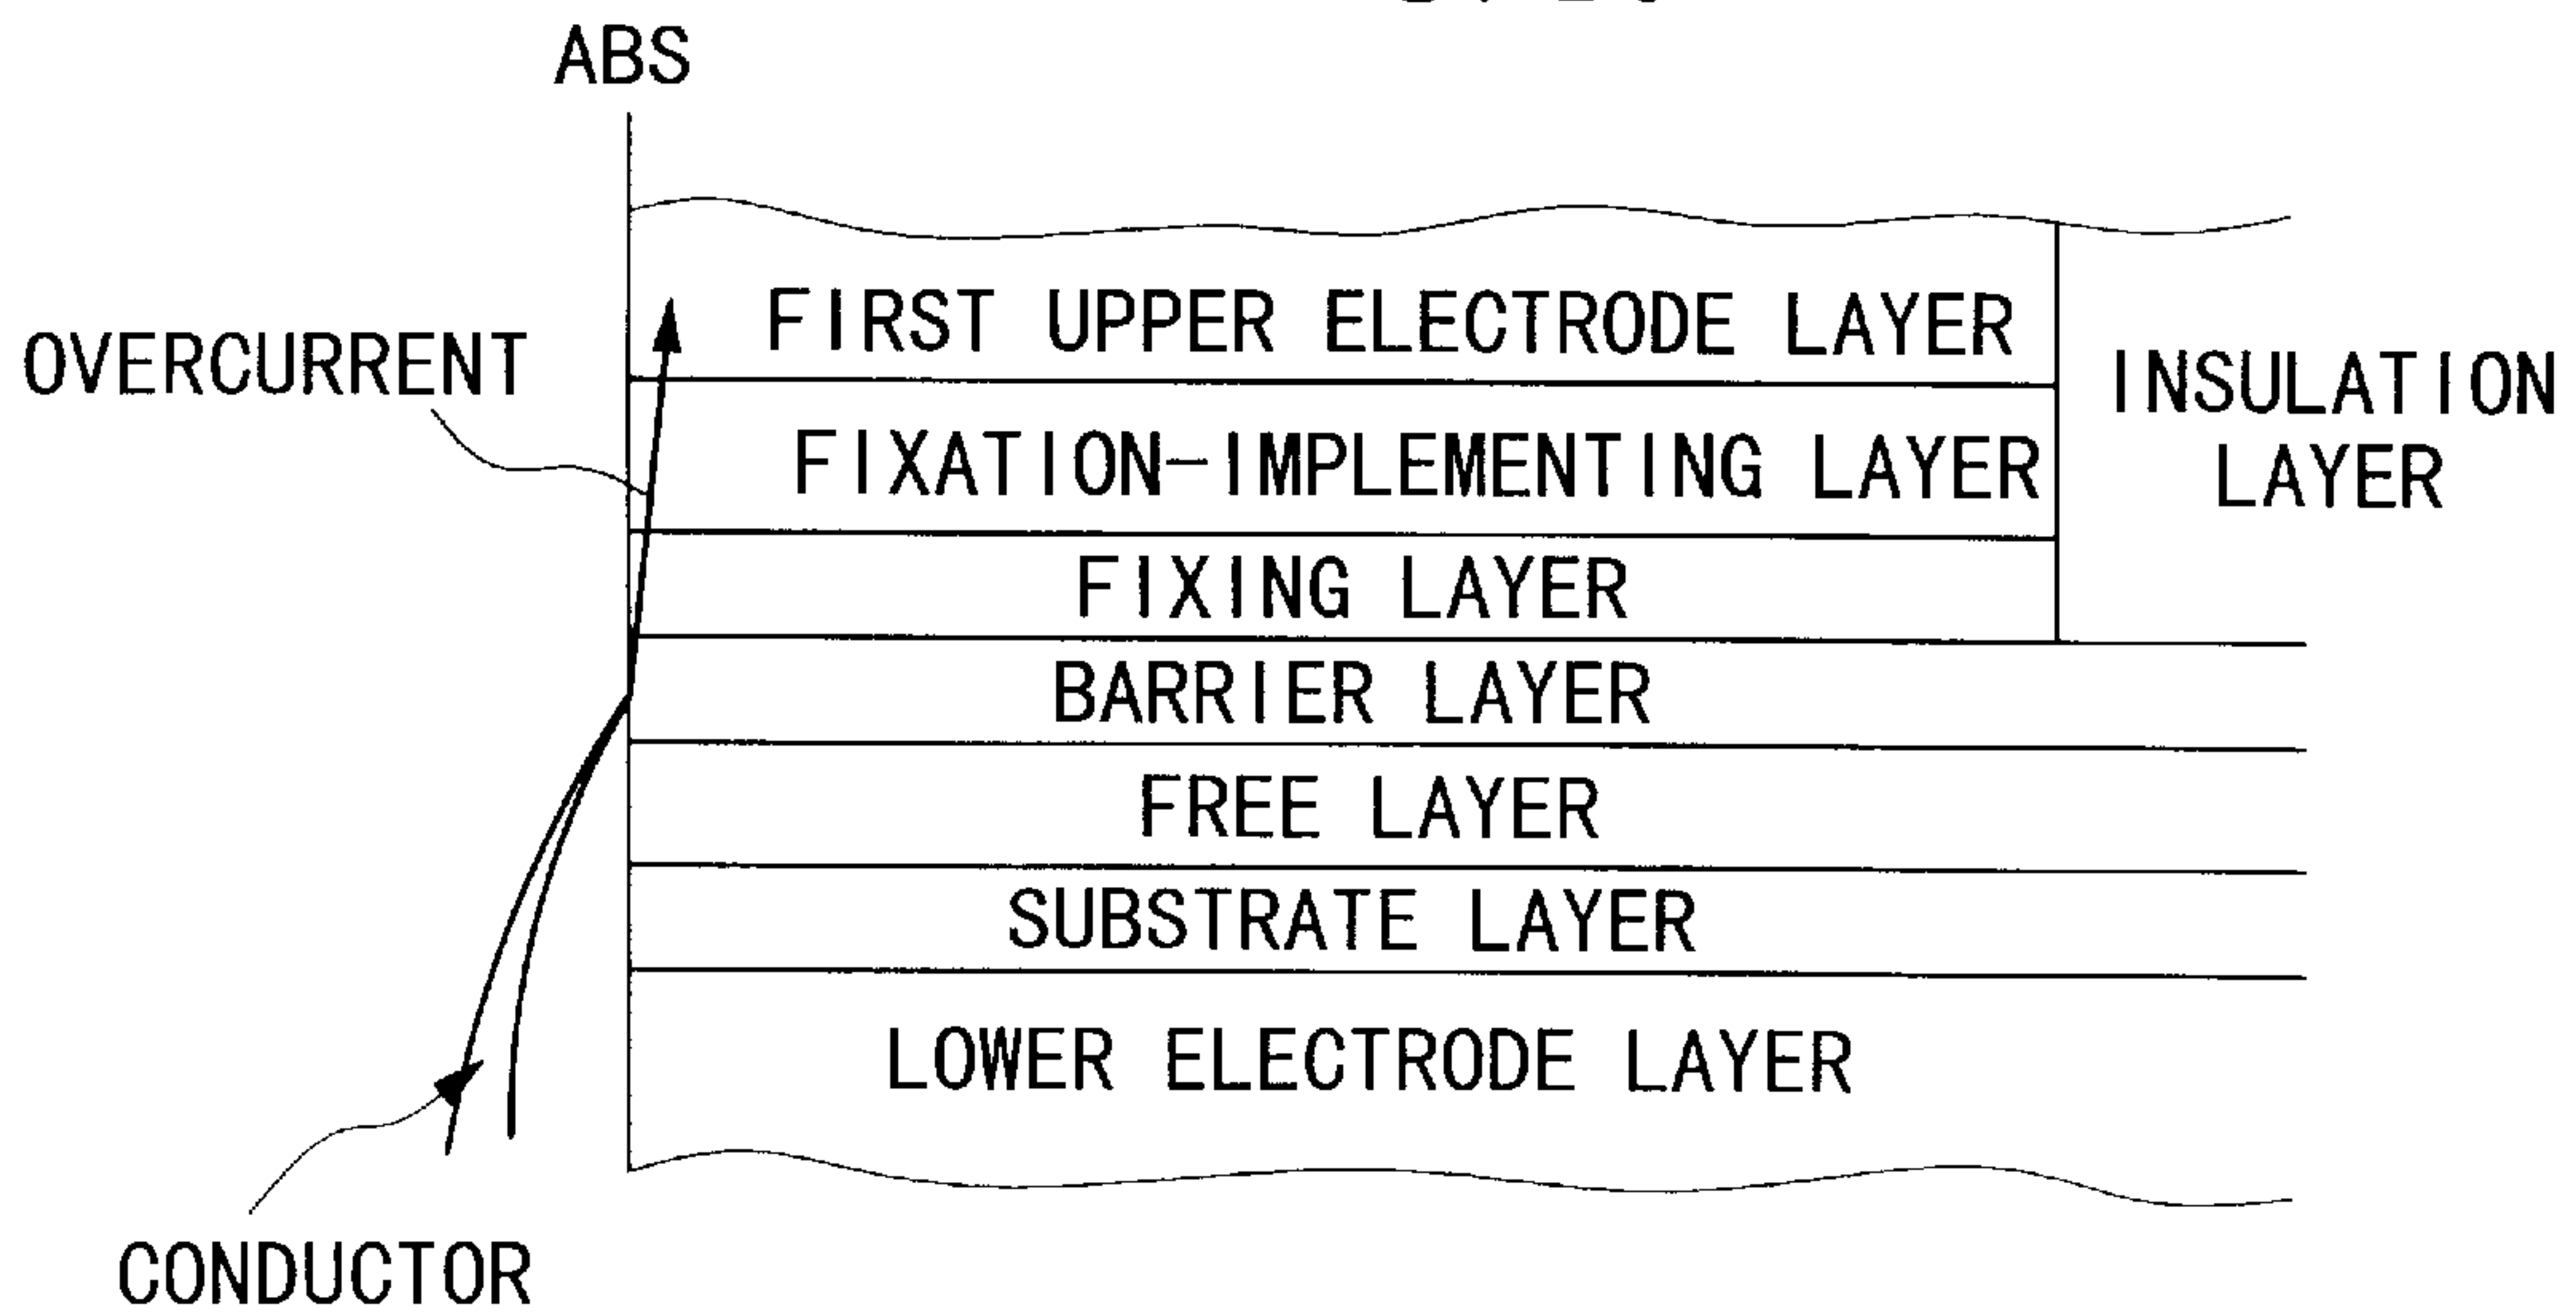 ABS
FIRST UPPER ELECTRODE LAYER
OVERCURRENT
INSULATION
LAYER
FIXATION-IMPLEMENTING LAYER
FIXING LAYER
BARRIER LAYER
FREE LAYER
SUBSTRATE LAYER
LOWER ELECTRODE LAYER
CONDUCTOR